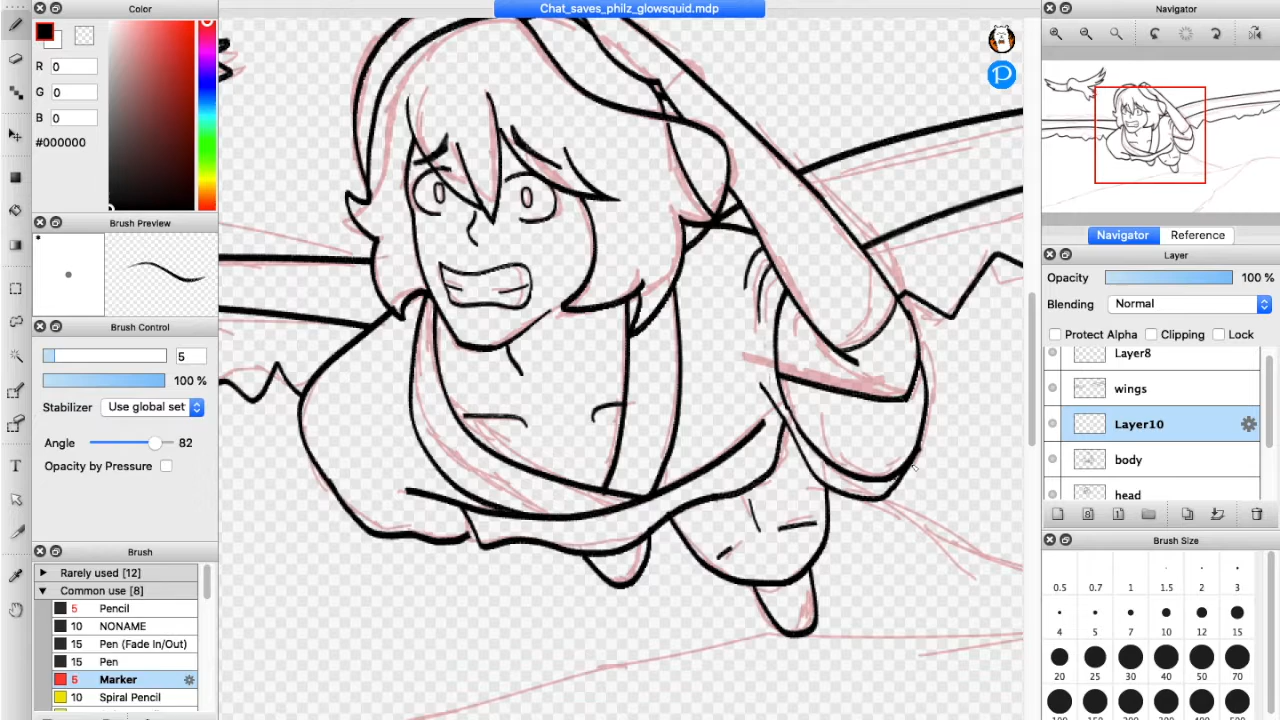 Chat_saves_philz_glowsquid.mdp
Color
R 0
G 0
B 0
#000000
Brush Preview
Brush Control
5
100 %
Stabilizer Use global set
Angle 82
Opacity by Pressure
Brush
Rarely used [12]
Common use [8]
5 Pencil
10 NONAME
15 Pen (Fade In/Out)
15 Pen
5 Marker
10 Spiral Pencil
T
P
Navigator
Navigator Reference
Layer
Opacity 100 %
Blending Normal
Protect Alpha Clipping Lock
Layer8
wings
Layer10
body
head
8 1
Brush Size
0.5 0.7 1 1.5 2 3
4 5 7 10 12 15
20 25 30 40 50 70